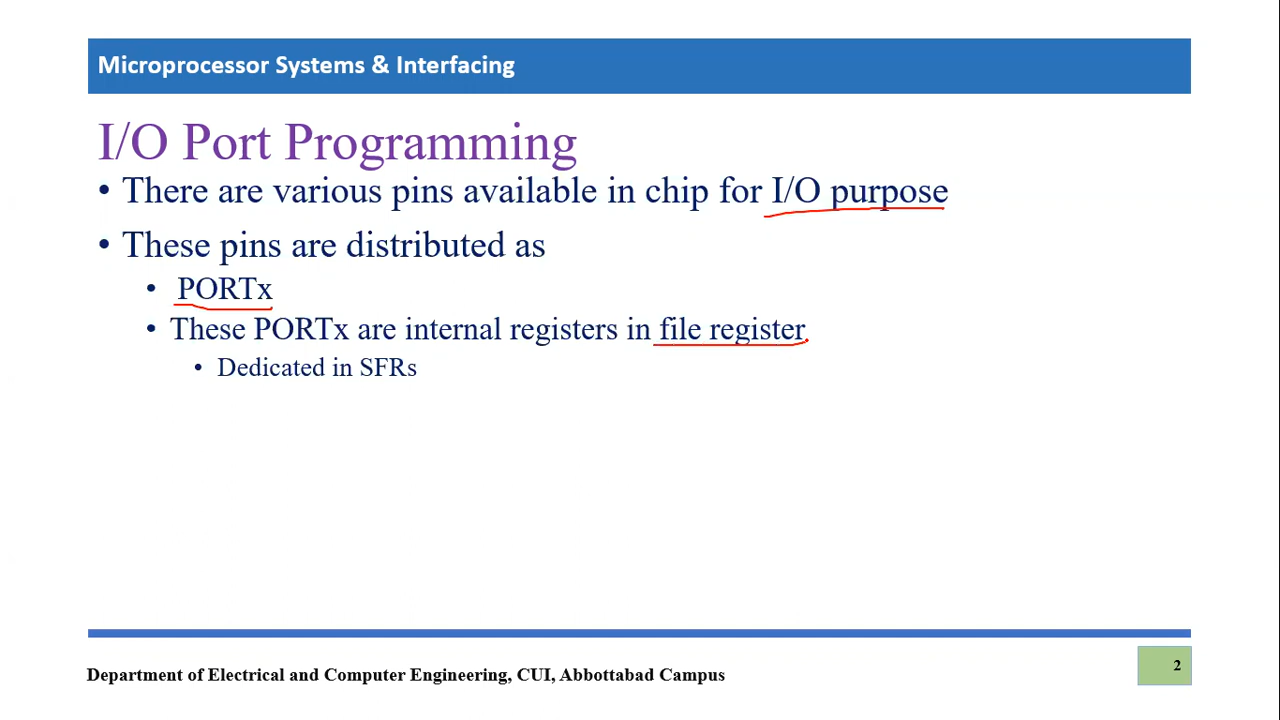 Microprocessor Systems & Interfacing
I/O Port Programming
• There are various pins available in chip for I/O purpose
• These pins are distributed as
• PORTx
• These PORTx are internal registers in file register
• Dedicated in SFRs
Department of Electrical and Computer Engineering, CUI, Abbottabad Campus
2